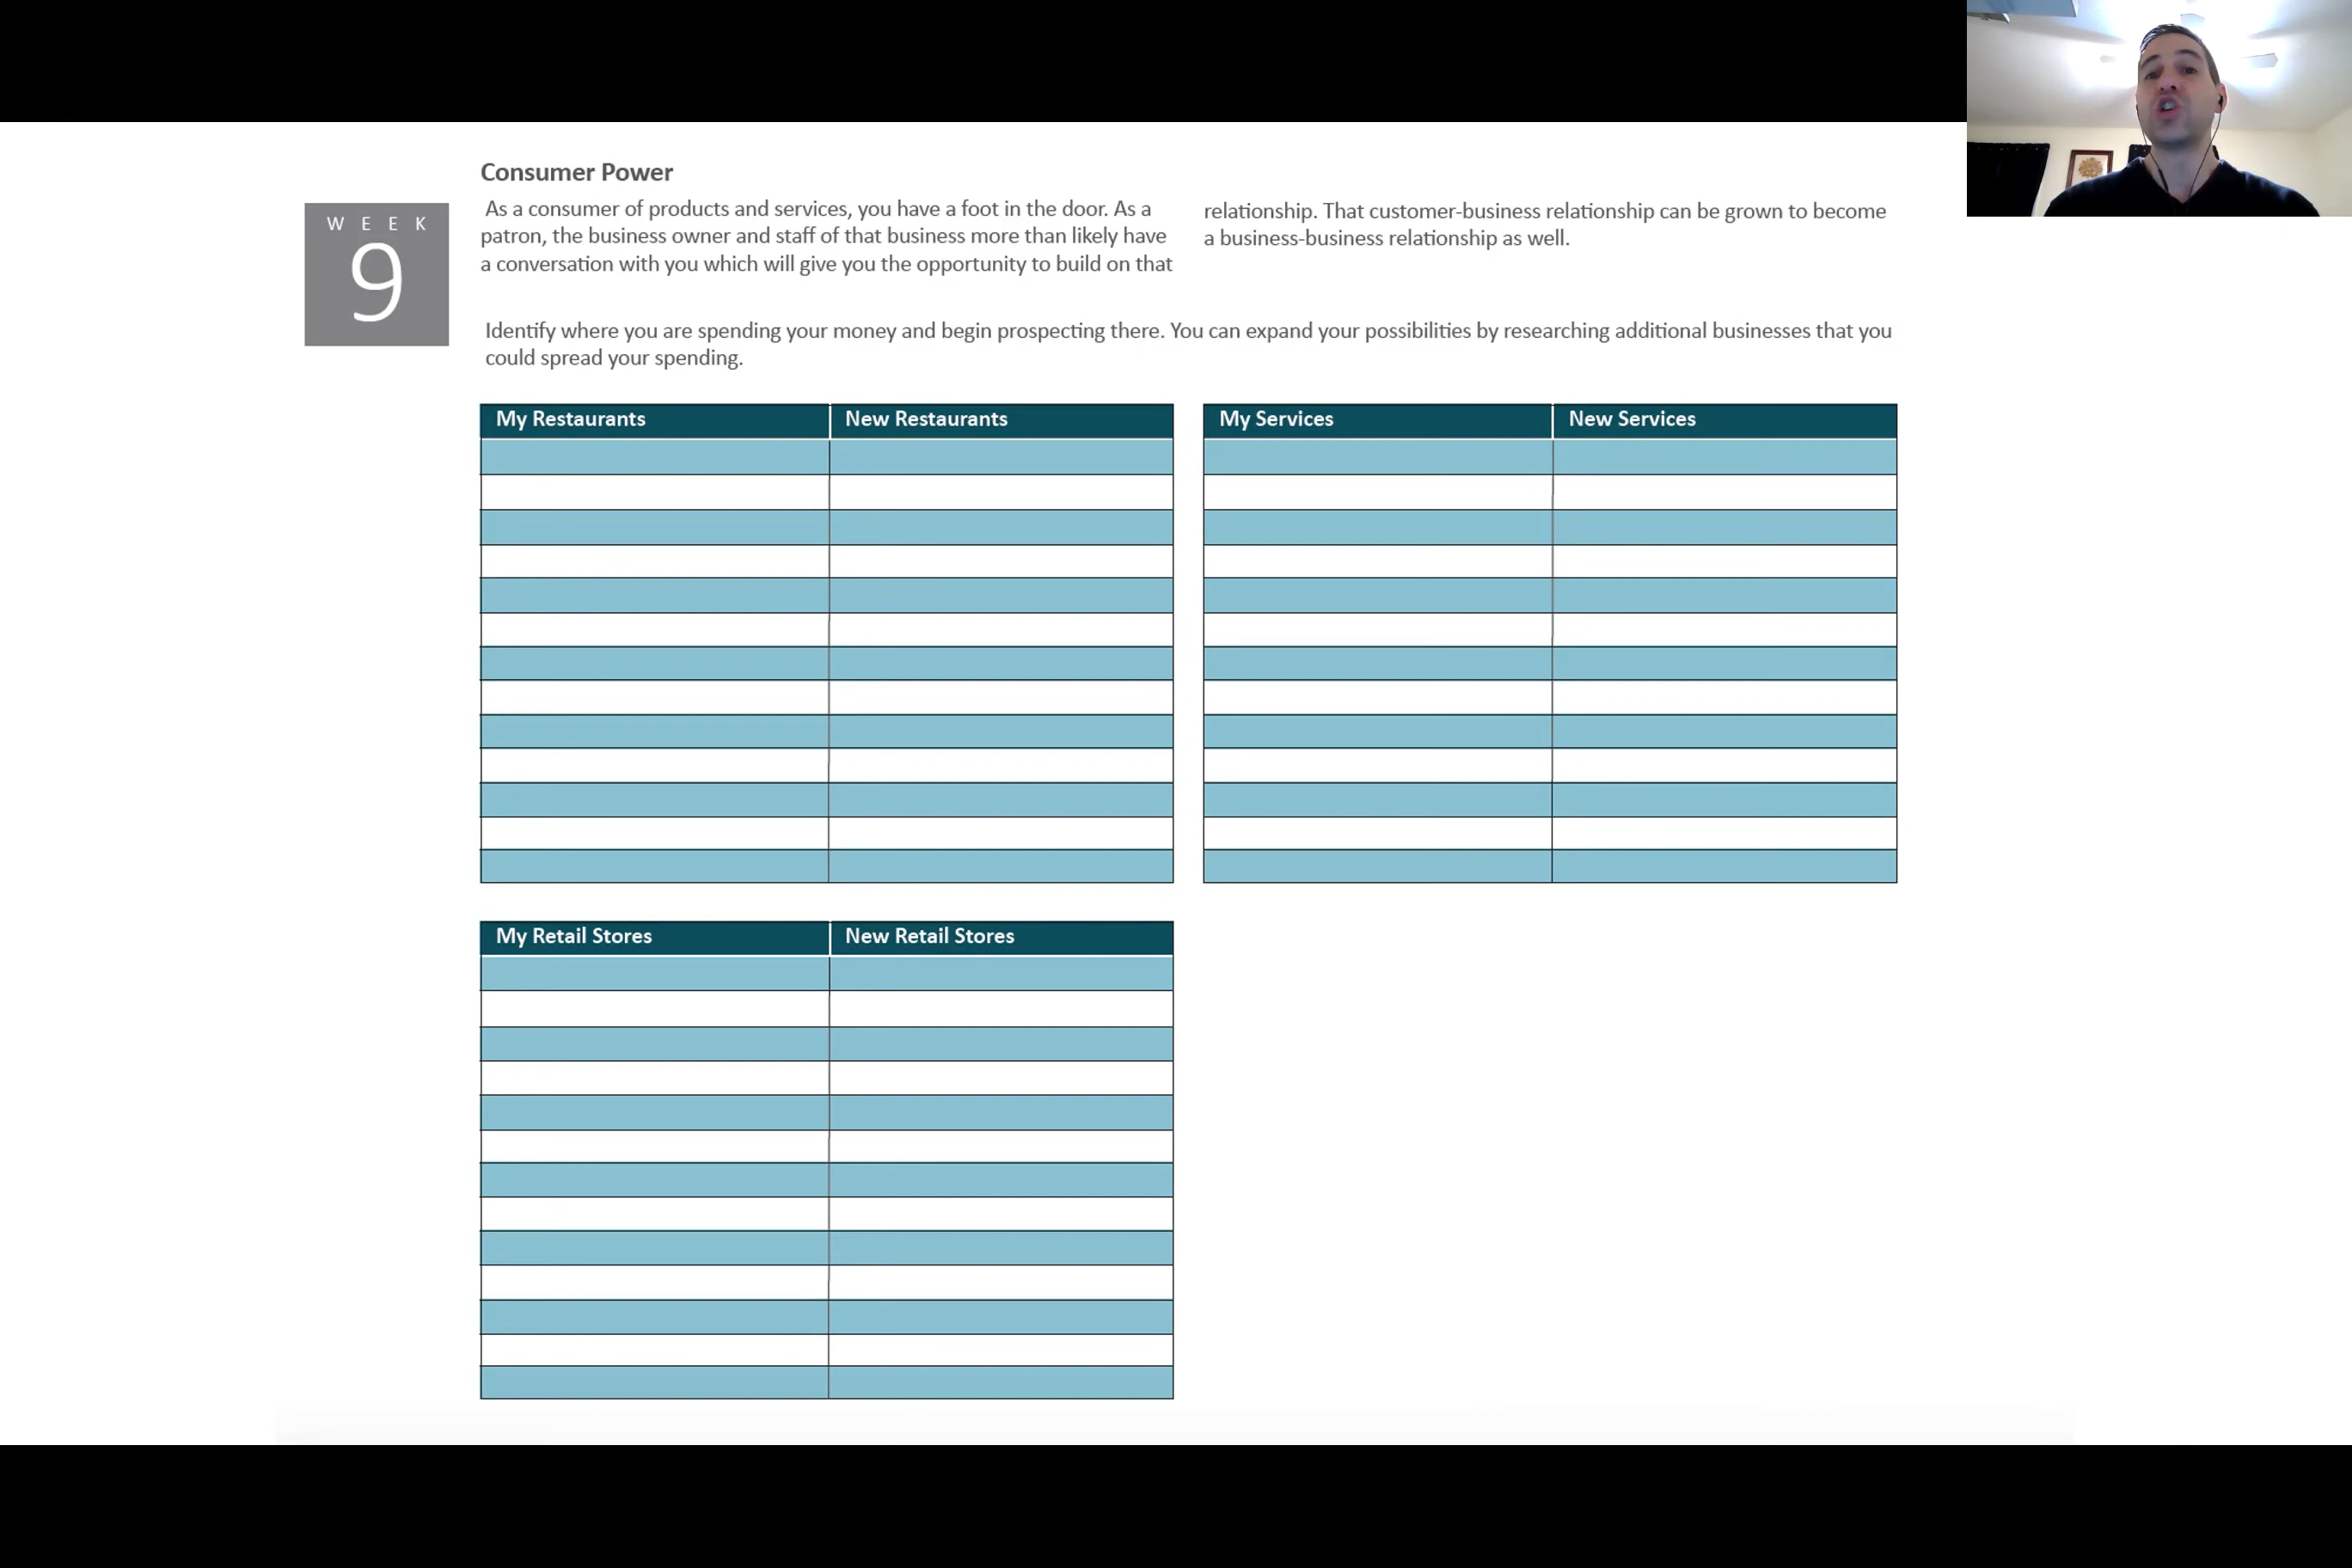 Consumer Power
WEEK
9
As a consumer of products and services, you have a foot in the door. As a
patron, the business owner and staff of that business more than likely have
a conversation with you which will give you the opportunity to build on that
relationship. That customer-business relationship can be grown to become
a business-business relationship as well.
Identify where you are spending your money and begin prospecting there. You can expand your possibilities by researching additional businesses that you
could spread your spending.
My Restaurants New Restaurants
My Services New Services
My Retail Stores New Retail Stores